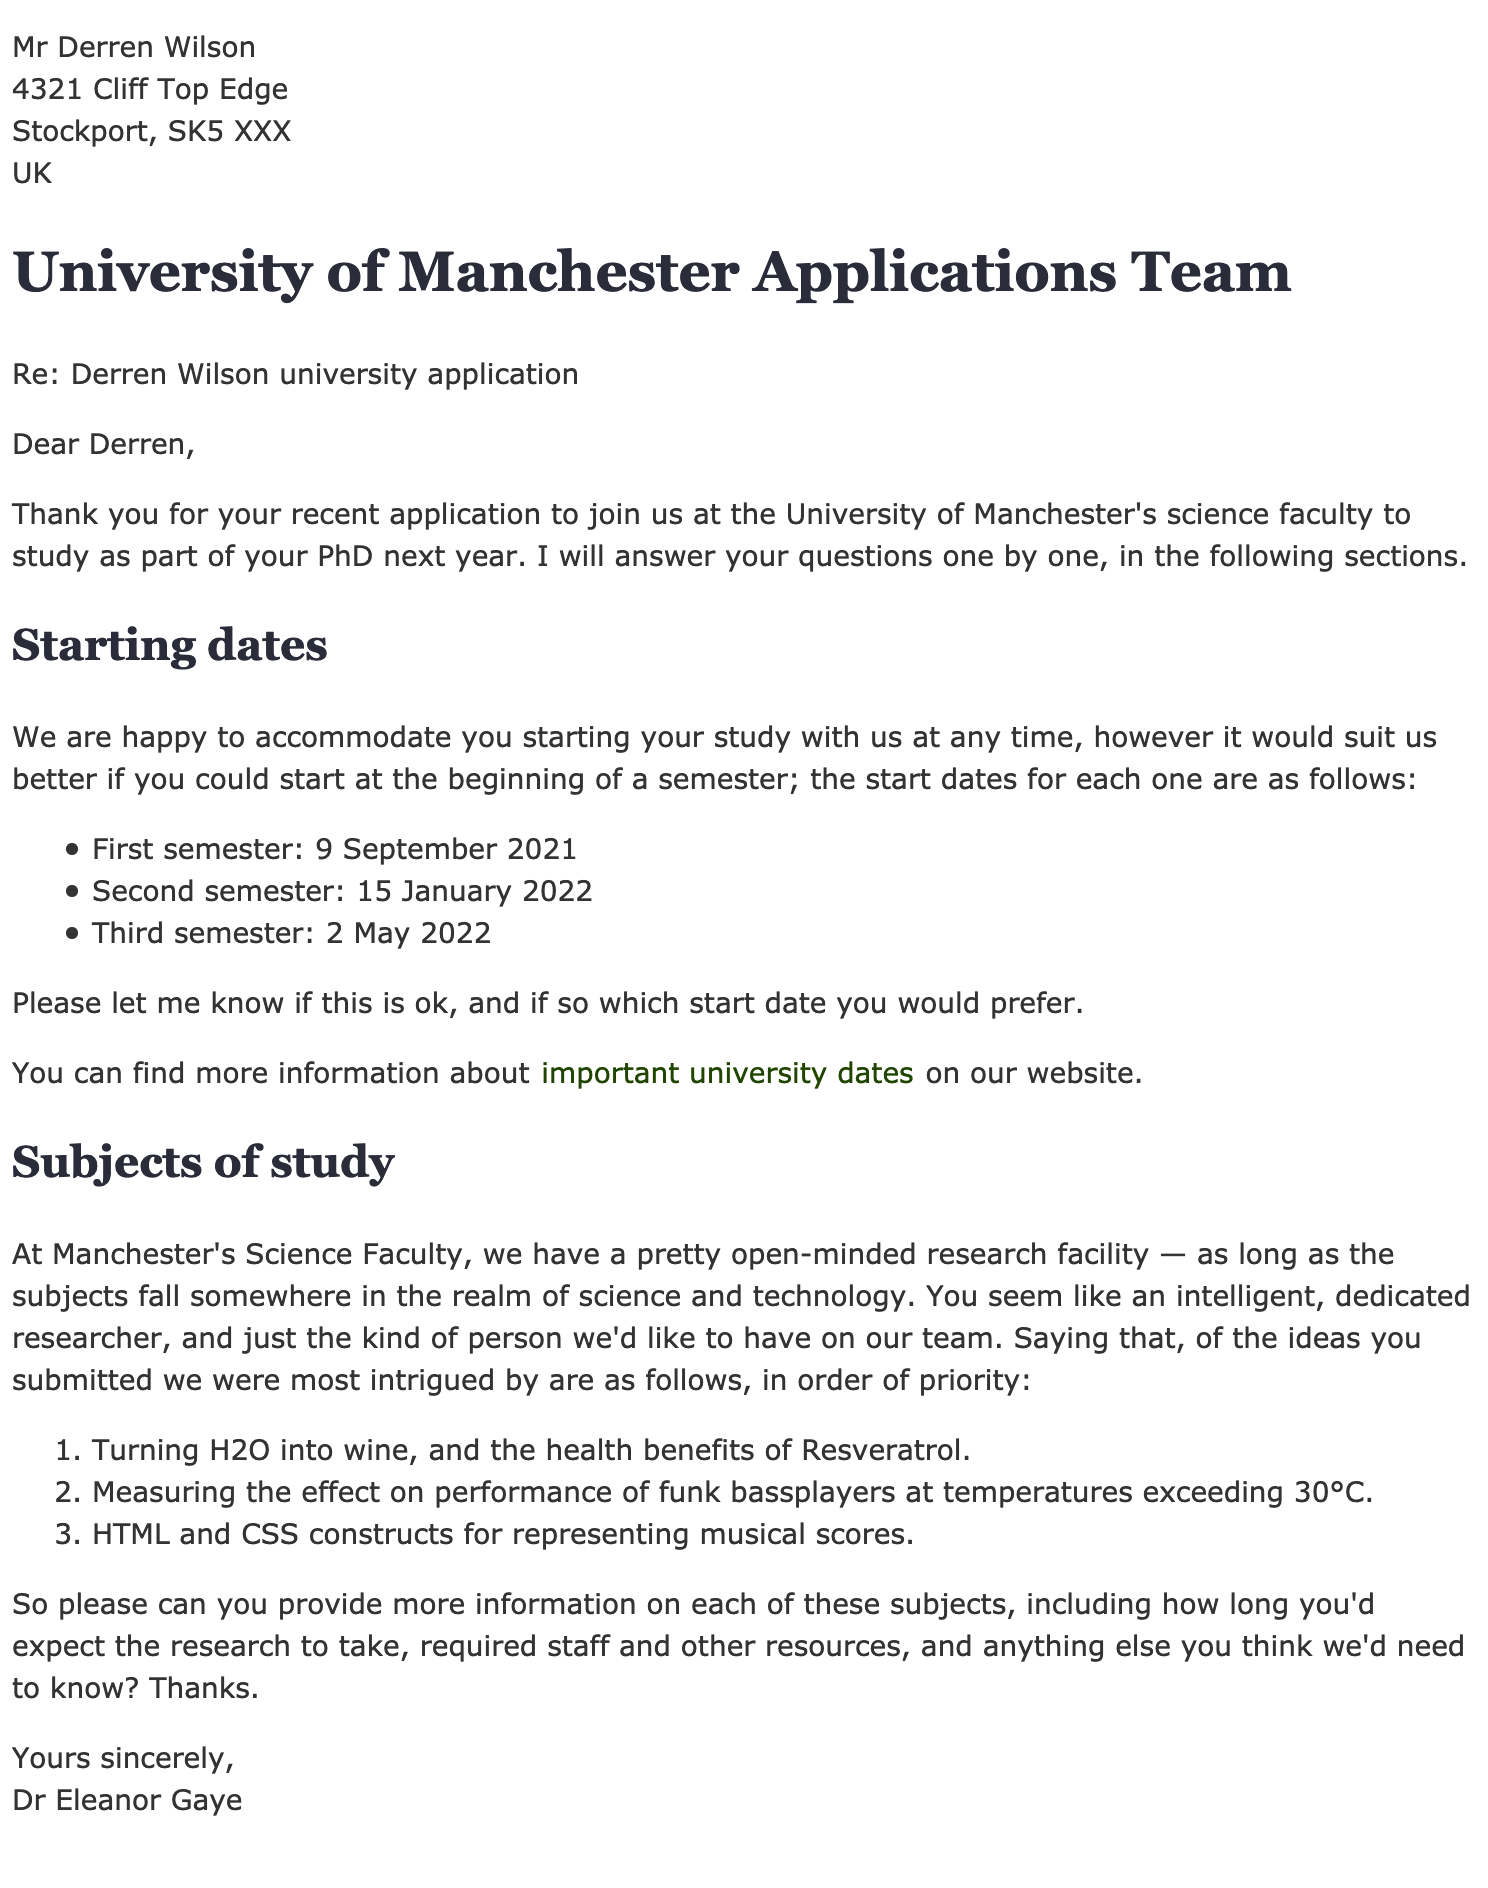 Mr Derren Wilson
4321 Cliff Top Edge
Stockport, SK5 XXX
UK
University of Manchester Applications Team
Re: Derren Wilson university application
Dear Derren,
Thank you for your recent application to join us at the University of Manchester's science faculty to
study as part of your PhD next year. I will answer your questions one by one, in the following sections.
Starting dates
We are happy to accommodate you starting your study with us at any time, however it would suit us
better if you could start at the beginning of a semester; the start dates for each one are as follows:
• First semester: 9 September 2021
• Second semester: 15 January 2022
• Third semester: 2 May 2022
Please let me know if this is ok, and if so which start date you would prefer.
You can find more information about important university dates on our website.
Subjects of study
At Manchester's Science Faculty, we have a pretty open-minded research facility — as long as the
subjects fall somewhere in the realm of science and technology. You seem like an intelligent, dedicated
researcher, and just the kind of person we'd like to have on our team. Saying that, of the ideas you
submitted we were most intrigued by are as follows, in order of priority:
1. Turning H2O into wine, and the health benefits of Resveratrol.
2. Measuring the effect on performance of funk bassplayers at temperatures exceeding 30°C.
3. HTML and CSS constructs for representing musical scores.
So please can you provide more information on each of these subjects, including how long you'd
expect the research to take, required staff and other resources, and anything else you think we'd need
to know? Thanks.
Yours sincerely,
Dr Eleanor Gaye